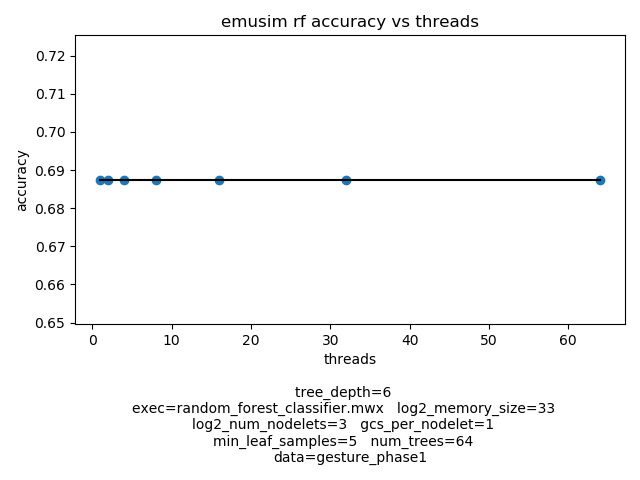 emusim rf accuracy vs threads
0.72
0.71
0.70
0.69
0.68
0.67
0.66
0.65
accuracy
0 10 20 30 40 50 60
threads
tree_depth=6
exec=random_forest_classifier.mwx log2_memory_size=33
log2_num_nodelets=3 gcs_per_nodelet=1
min_leaf_samples=5 num_trees=64
data=gesture_phase1